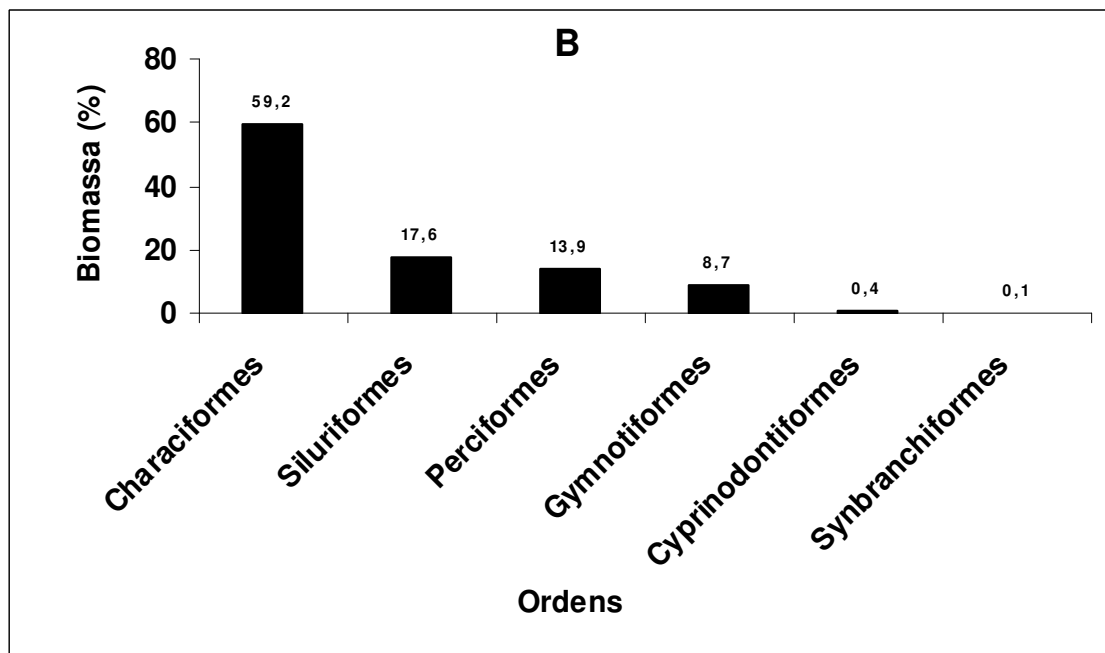 B
Biomassa (%)
80
60
40
20
0
59,2
17,6
13,9
8,7
0,4
0,1
Characiformes
Siluriformes
Perciformes
Gymnotiformes
Cyprinodontiformes
Synbranchiformes
Ordens